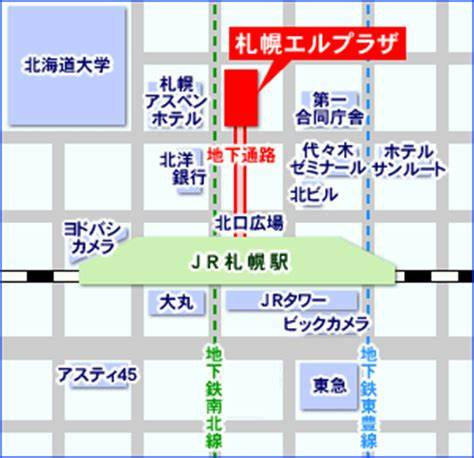 札幌エルプラザ
北海道大学
札幌
アスペン
ホテル
第一
合同庁舎
地下通路
北洋
銀行
代々木
ゼミナール
ホテル
サンルート
北ビル
北口広場
ヨドバシ
カメラ
JR札幌駅
大丸
JRタワー
ビックカメラ
地下鉄南北線
地下鉄東豊線
アスティ45
東急